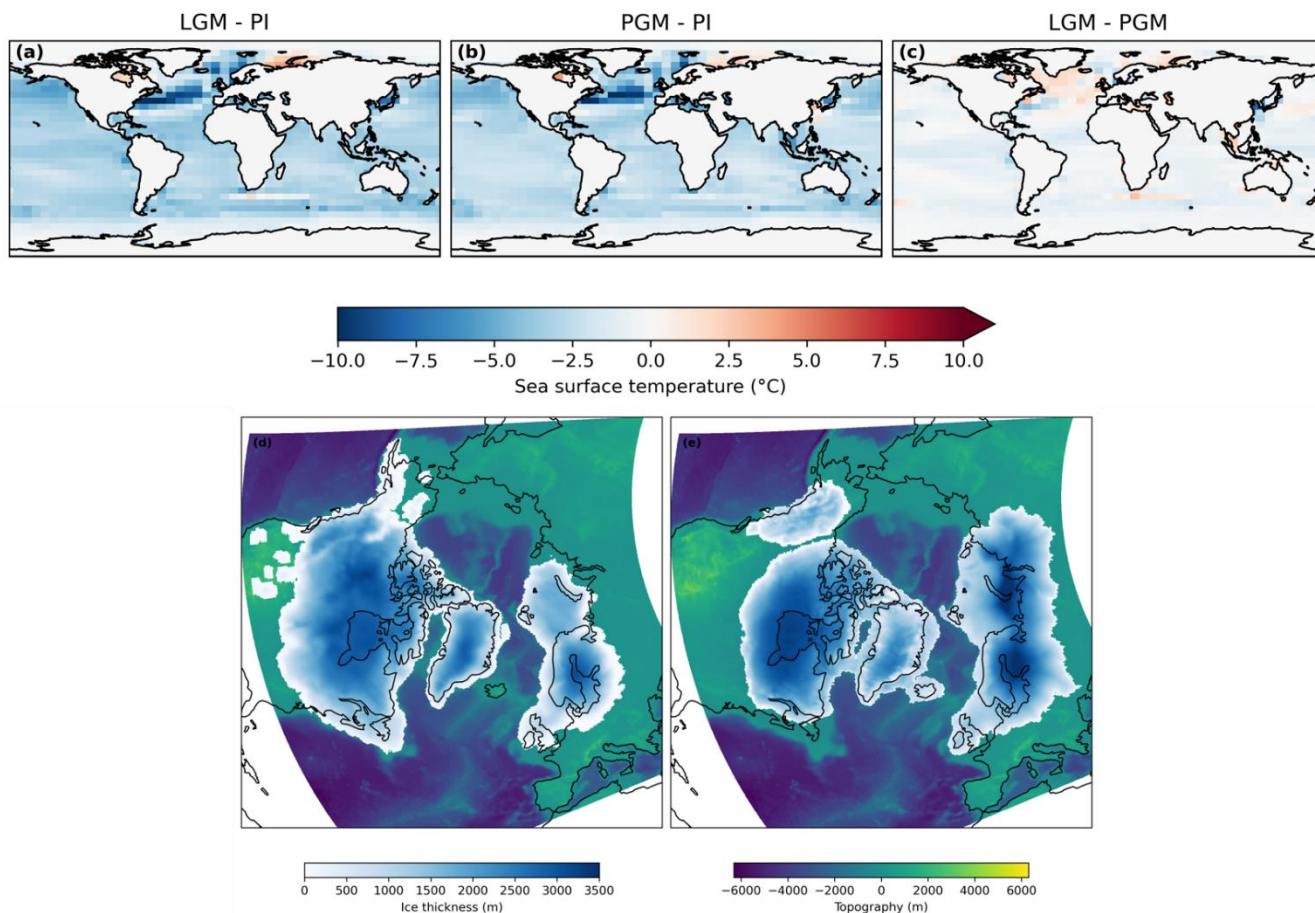 LGM - PI
PGM - PI
LGM - PGM
(a)
(b)
(c)
−10.0 −7.5 −5.0 −2.5 0.0 2.5 5.0 7.5 10.0
Sea surface temperature (°C)
(d)
(e)
0 500 1000 1500 2000 2500 3000 3500
Ice thickness (m)
−6000 −4000 −2000 0 2000 4000 6000
Topography (m)